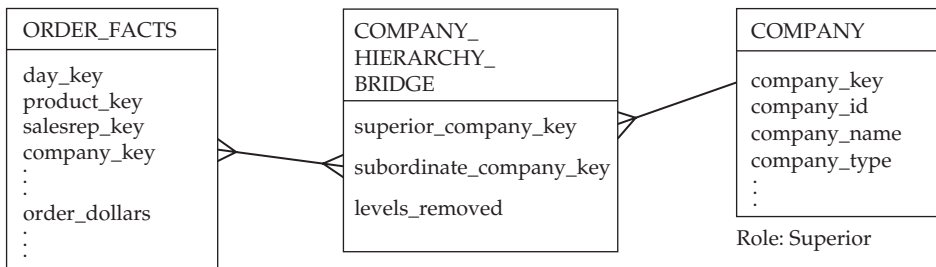 ORDER_FACTS
day_key
product_key
salesrep_key
company_key
.
.
.
order_dollars
.
.
.
COMPANY_
HIERARCHY_
BRIDGE
superior_company_key
subordinate_company_key
levels_removed
COMPANY
company_key
company_id
company_name
company_type
.
.
.
Role: Superior